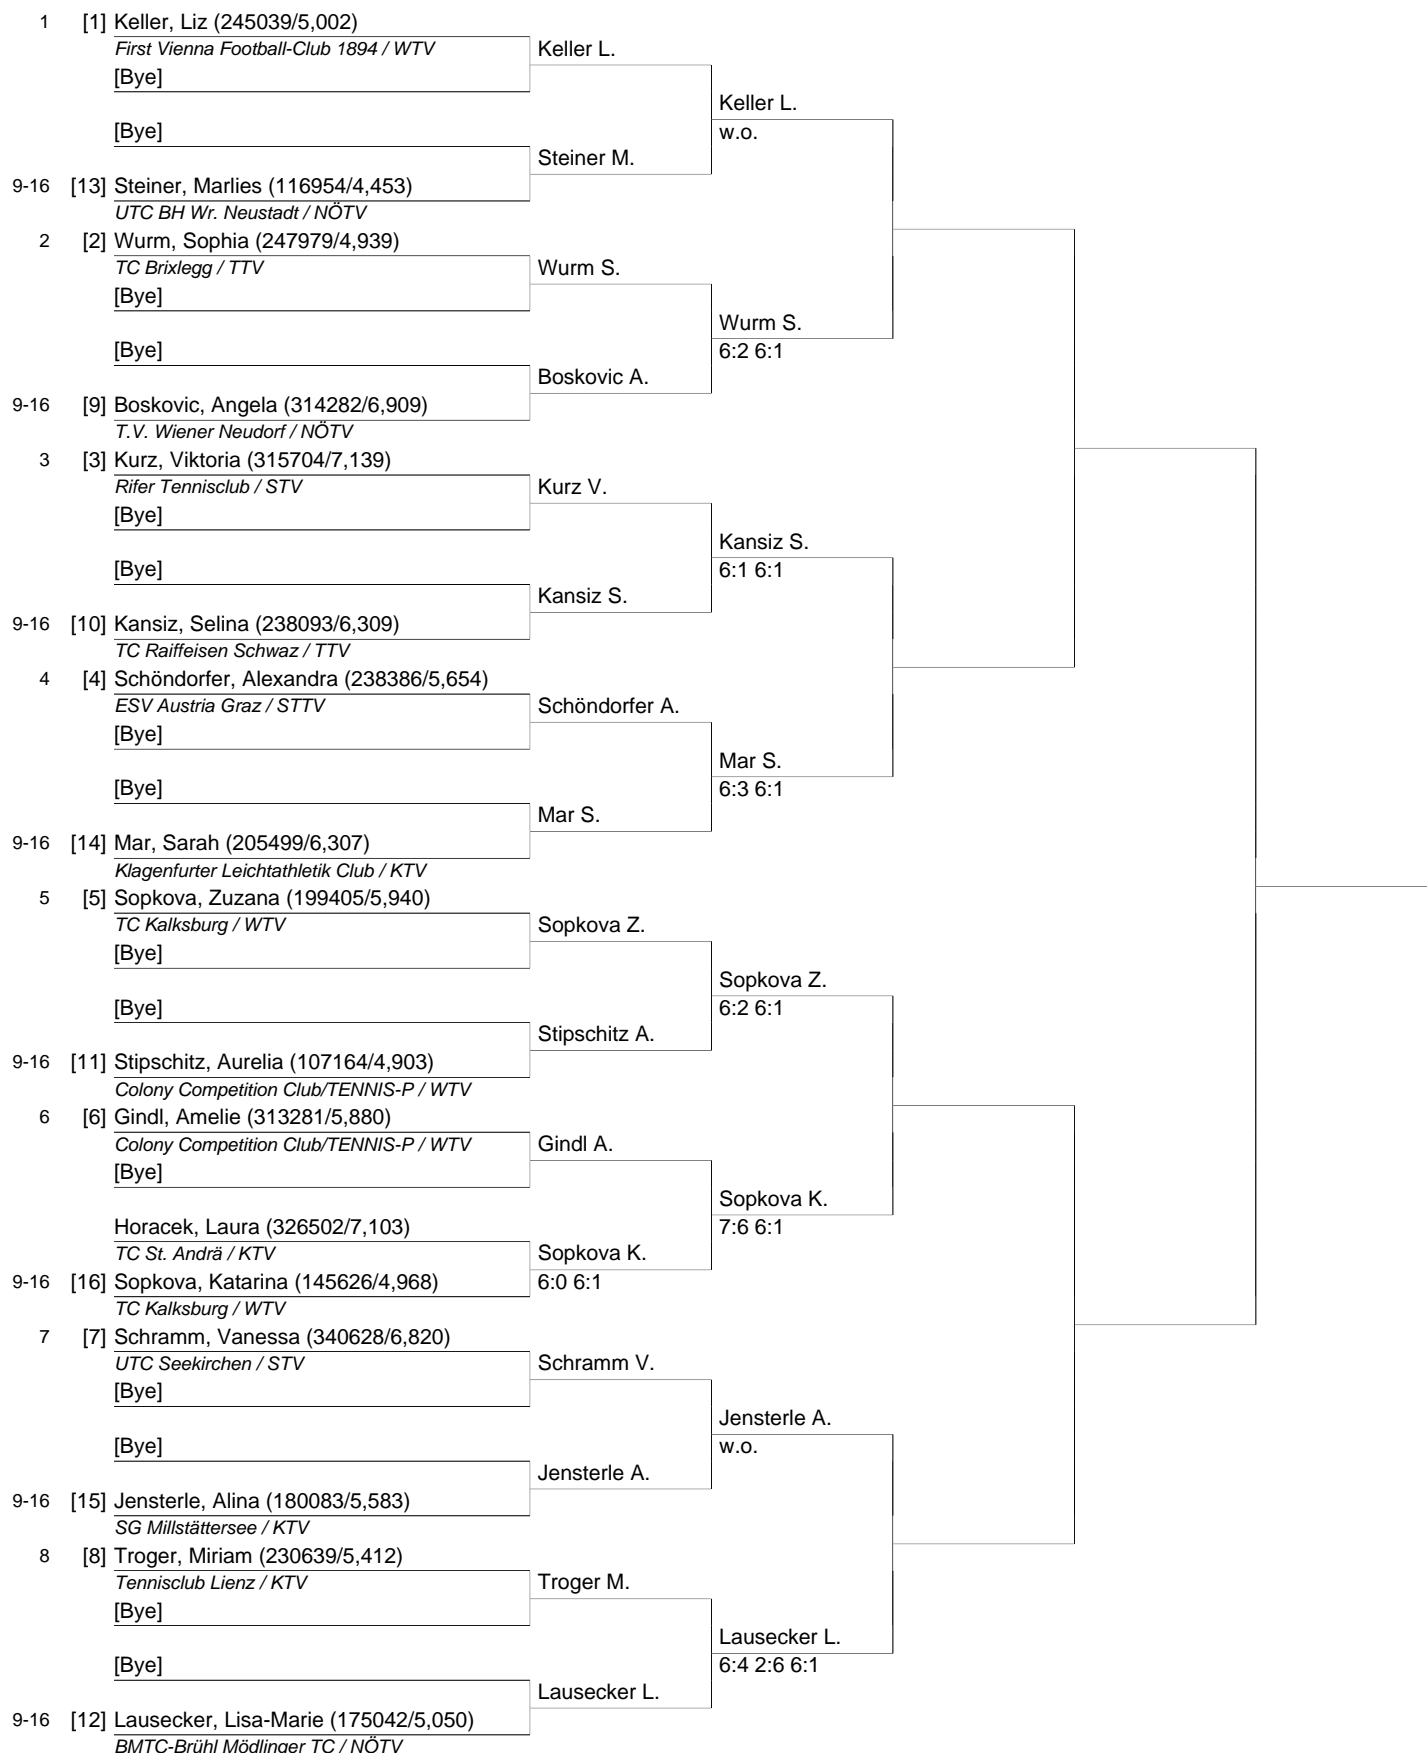 1 [1] Keller, Liz (245039/5,002)
First Vienna Football-Club 1894 / WTV
Keller L.
[Bye]
Keller L.
w.o.
[Bye]
Steiner M.
9-16 [13] Steiner, Marlies (116954/4,453)
UTC BH Wr. Neustadt / NÖTV
2 [2] Wurm, Sophia (247979/4,939)
TC Brixlegg / TTV
Wurm S.
[Bye]
Wurm S.
6:2 6:1
[Bye]
Boskovic A.
9-16 [9] Boskovic, Angela (314282/6,909)
T.V. Wiener Neudorf / NÖTV
3 [3] Kurz, Viktoria (315704/7,139)
Rifer Tennisclub / STV
Kurz V.
[Bye]
Kansiz S.
6:1 6:1
[Bye]
Kansiz S.
9-16 [10] Kansiz, Selina (238093/6,309)
TC Raiffeisen Schwaz / TTV
4 [4] Schöndorfer, Alexandra (238386/5,654)
ESV Austria Graz / STTV
Schöndorfer A.
[Bye]
Mar S.
6:3 6:1
[Bye]
Mar S.
9-16 [14] Mar, Sarah (205499/6,307)
Klagenfurter Leichtathletik Club / KTV
5 [5] Sopkova, Zuzana (199405/5,940)
TC Kalksburg / WTV
Sopkova Z.
[Bye]
Sopkova Z.
6:2 6:1
[Bye]
Stipschitz A.
9-16 [11] Stipschitz, Aurelia (107164/4,903)
Colony Competition Club/TENNIS-P / WTV
6 [6] Gindl, Amelie (313281/5,880)
Colony Competition Club/TENNIS-P / WTV
Gindl A.
[Bye]
Sopkova K.
7:6 6:1
Horacek, Laura (326502/7,103)
TC St. Andrä / KTV
Sopkova K.
6:0 6:1
9-16 [16] Sopkova, Katarina (145626/4,968)
TC Kalksburg / WTV
7 [7] Schramm, Vanessa (340628/6,820)
UTC Seekirchen / STV
Schramm V.
[Bye]
Jensterle A.
w.o.
[Bye]
Jensterle A.
9-16 [15] Jensterle, Alina (180083/5,583)
SG Millstättersee / KTV
8 [8] Troger, Miriam (230639/5,412)
Tennisclub Lienz / KTV
Troger M.
[Bye]
Lausecker L.
6:4 2:6 6:1
[Bye]
Lausecker L.
9-16 [12] Lausecker, Lisa-Marie (175042/5,050)
BMTC-Brühl Mödlinger TC / NÖTV